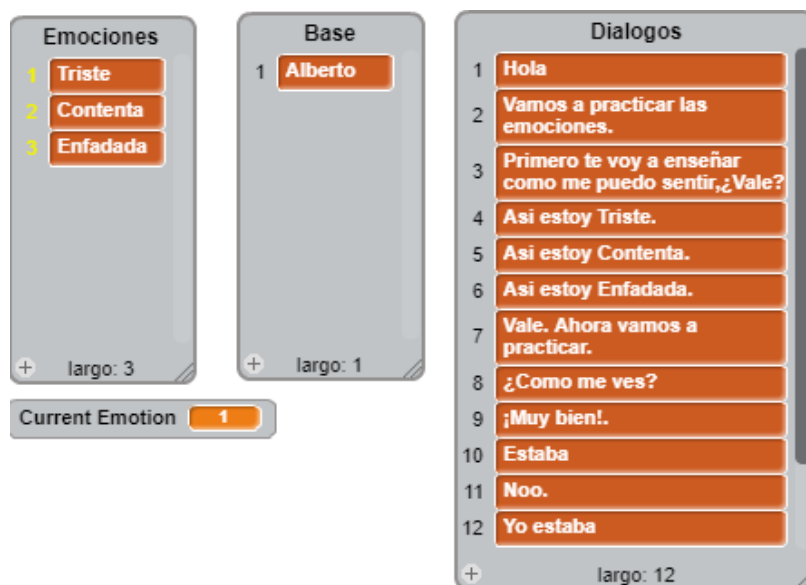 Emociones
1 Triste
2 Contenta
3 Enfadada
+ largo: 3
Current Emotion 1
Base
1 Alberto
+ largo: 1
Dialogos
1 Hola
2 Vamos a practicar las
emociones.
3 Primero te voy a enseñar
como me puedo sentir,¿Vale?
4 Asi estoy Triste.
5 Asi estoy Contenta.
6 Asi estoy Enfadada.
7 Vale. Ahora vamos a
practicar.
8 ¿Como me ves?
9 ¡Muy bien!.
10 Estaba
11 Noo.
12 Yo estaba
+ largo: 12